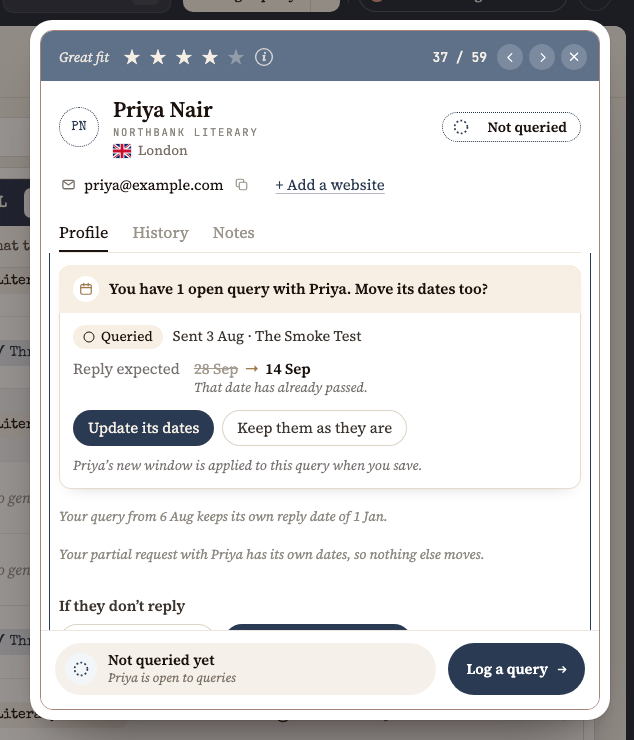 Great fit
37 / 59
PN
Priya Nair
NORTHBANK LITERARY
London
Not queried
priya@example.com
+ Add a website
Profile History Notes
You have 1 open query with Priya. Move its dates too?
Queried Sent 3 Aug · The Smoke Test
Reply expected 28 Sep → 14 Sep
That date has already passed.
Update its dates Keep them as they are
Priya's new window is applied to this query when you save.
Your query from 6 Aug keeps its own reply date of 1 Jan.
Your partial request with Priya has its own dates, so nothing else moves.
If they don't reply
Not queried yet
Priya is open to queries
Log a query →